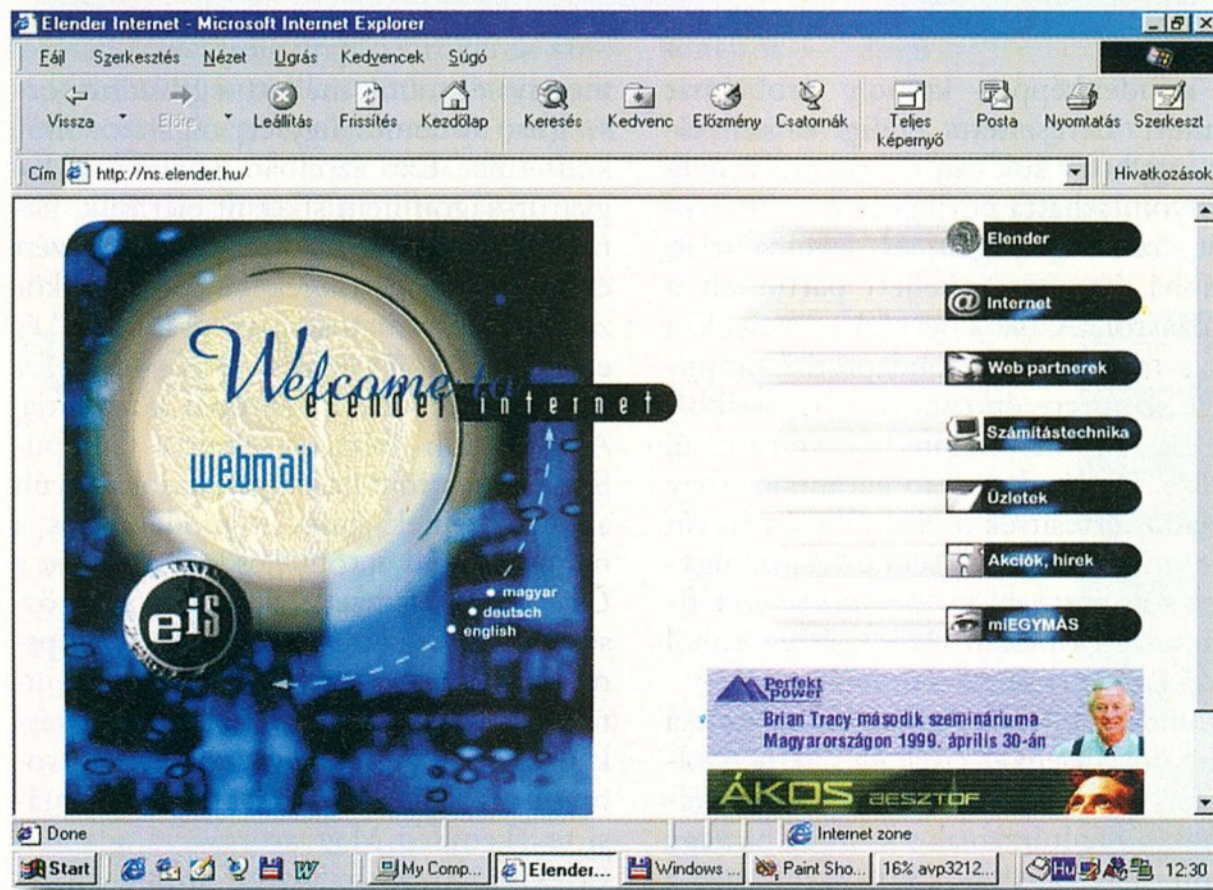 Elender Internet - Microsoft Internet Explorer
Fájl Szerkesztés Nézet Ugrás Kedvencek Súgó
Vissza Előre Leállítás Frissítés Kezdőlap Keresés Kedvenc Előzmény Csatornák Teljes képernyő Posta Nyomtatás Szerkeszt
Cím http://ns.elender.hu/ Hivatkozások
Welcome to
elender internet
webmail
eis
magyar
deutsch
english
Elender
@ Internet
Web partnerek
Számítástechnika
Üzletek
Akciók, hírek
miEGYMÁS
Perfekt
power
Brian Tracy második szemináriuma
Magyarországon 1999. április 30-án
ÁKOS BESZTOF
Done Internet zone
Start W My Comp... Elender... Windows ... Paint Sho... 16% avp3212... Hu 12:30